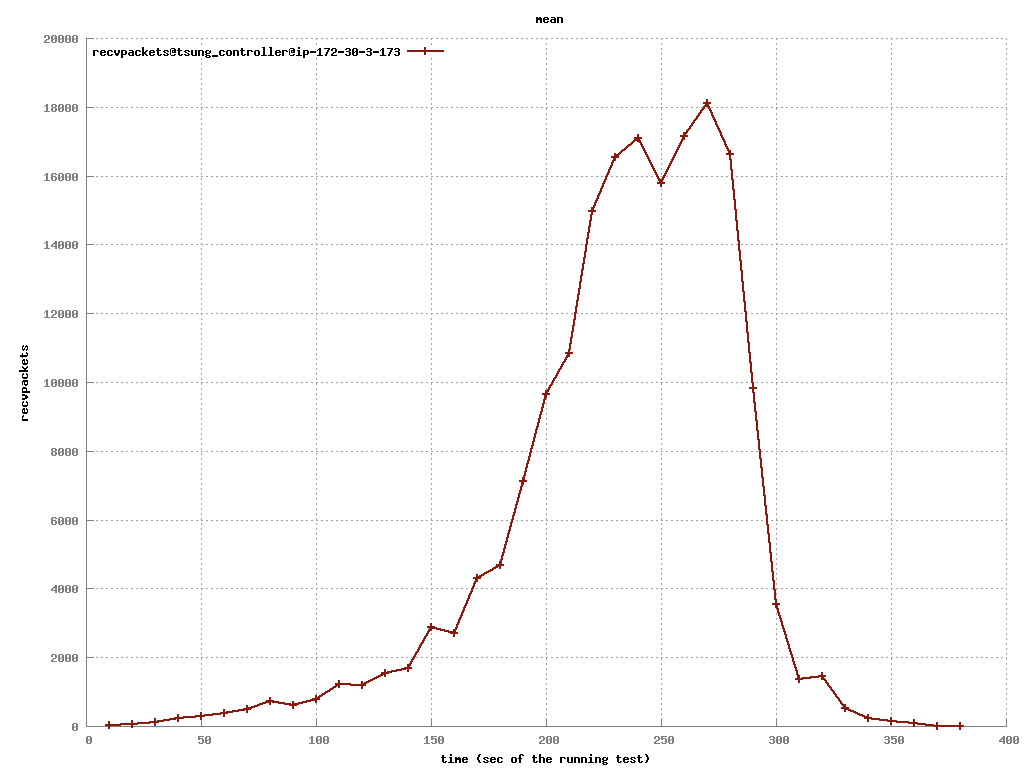 mean
recvpackets@tsung_controller@ip-172-30-3-173
20000
18000
16000
14000
12000
10000
8000
6000
4000
2000
0
recvpackets
0 50 100 150 200 250 300 350 400
time (sec of the running test)